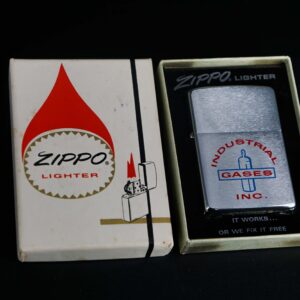 ZIPPO
LIGHTER
ZIPPO LIGHTER
INDUSTRIAL
GASES
INC.
IT WORKS...
OR WE FIX IT FREE